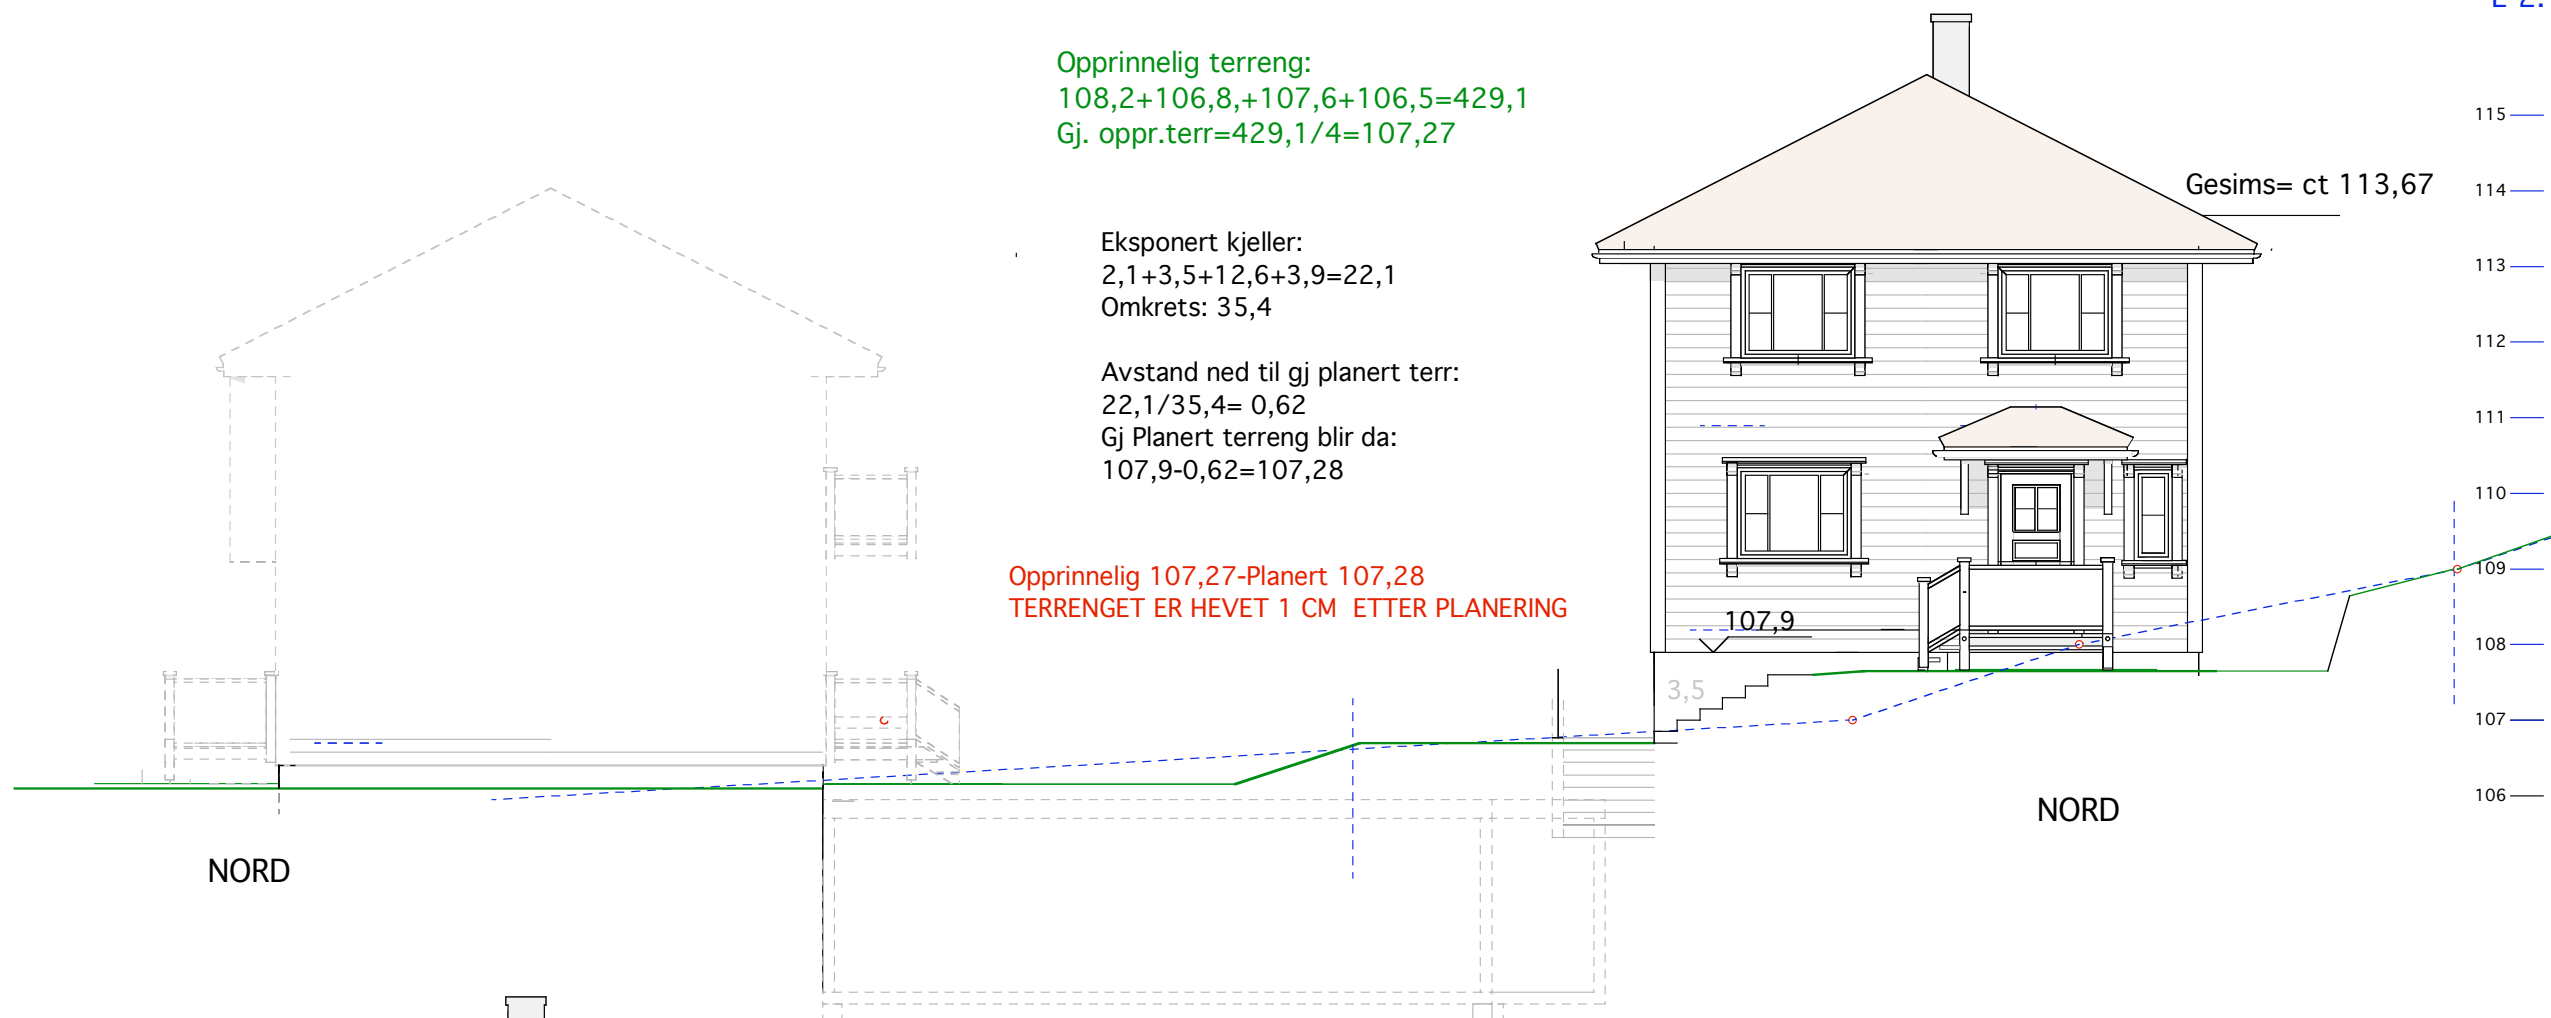 Opprinnelig terreng:
108,2+106,8,+107,6+106,5=429,1
Gj. oppr.terr=429,1/4=107,27
Eksponert kjeller:
2,1+3,5+12,6+3,9=22,1
Omkrets: 35,4
Avstand ned til gj planert terr:
22,1/35,4= 0,62
Gj Planert terreng blir da:
107,9-0,62=107,28
Opprinnelig 107,27-Planert 107,28
TERRENGET ER HEVET 1 CM  ETTER PLANERING
Gesims= ct 113,67
107,9
3,5
115
114
113
112
111
110
109
108
107
106
NORD
NORD